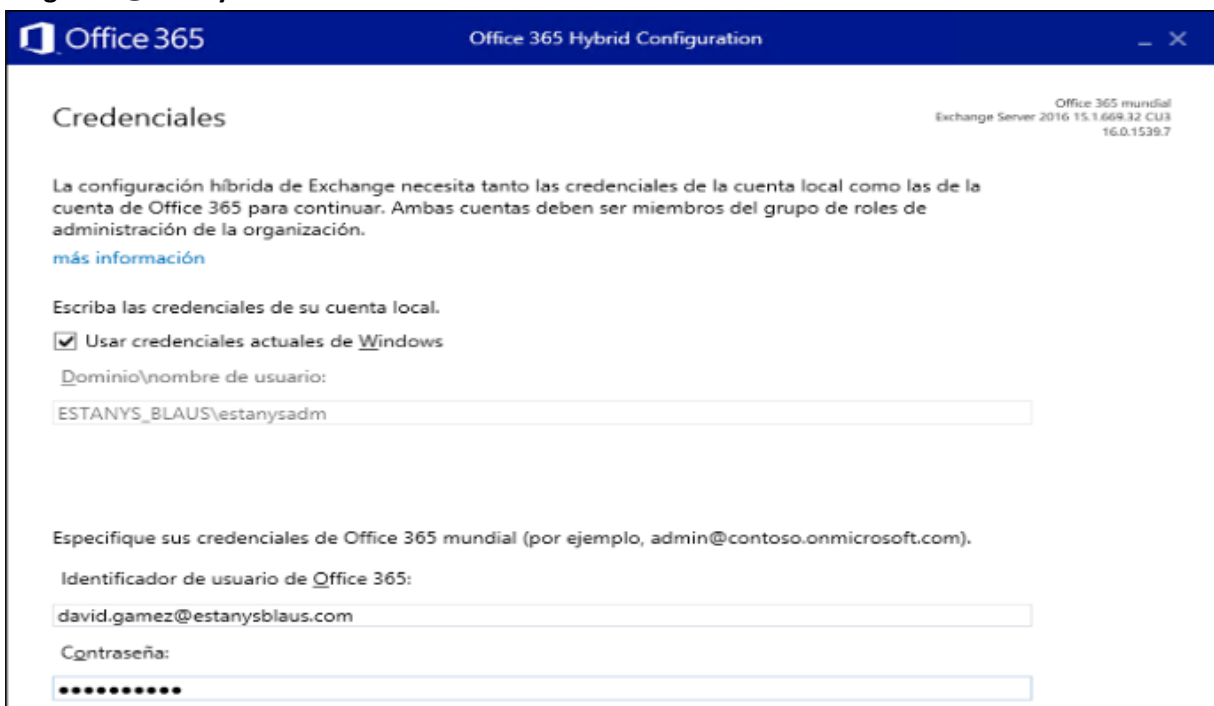 Office 365
Office 365 Hybrid Configuration
Credenciales
Office 365 mundial
Exchange Server 2016 15.1.669.32 CU3
16.0.1539.7
La configuración híbrida de Exchange necesita tanto las credenciales de la cuenta local como las de la
cuenta de Office 365 para continuar. Ambas cuentas deben ser miembros del grupo de roles de
administración de la organización.
más información
Escriba las credenciales de su cuenta local.
Usar credenciales actuales de Windows
Dominio\nombre de usuario:
ESTANYS_BLAUS\estanysadm
Especifique sus credenciales de Office 365 mundial (por ejemplo, admin@contoso.onmicrosoft.com).
Identificador de usuario de Office 365:
david.gamez@estanysblaus.com
Contraseña:
●●●●●●●●●●